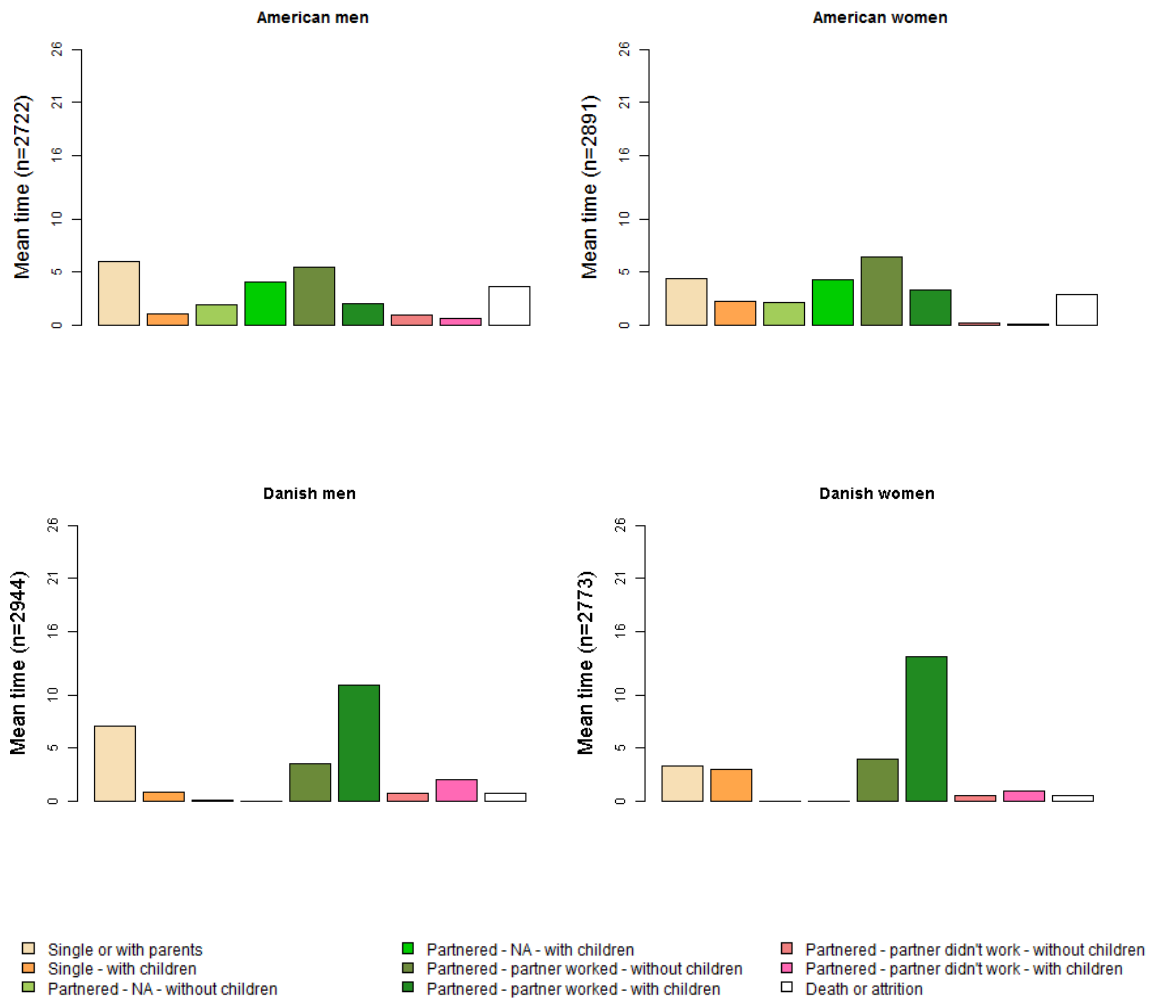 American men
Mean time (n=2722)
26
21
16
10
5
0
American women
Mean time (n=2891)
26
21
16
10
5
0
Danish men
Mean time (n=2944)
26
21
16
10
5
0
Danish women
Mean time (n=2773)
26
21
16
10
5
0
Single or with parents
Single - with children
Partnered - NA - without children
Partnered - NA - with children
Partnered - partner worked - without children
Partnered - partner worked - with children
Partnered - partner didn't work - without children
Partnered - partner didn't work - with children
Death or attrition